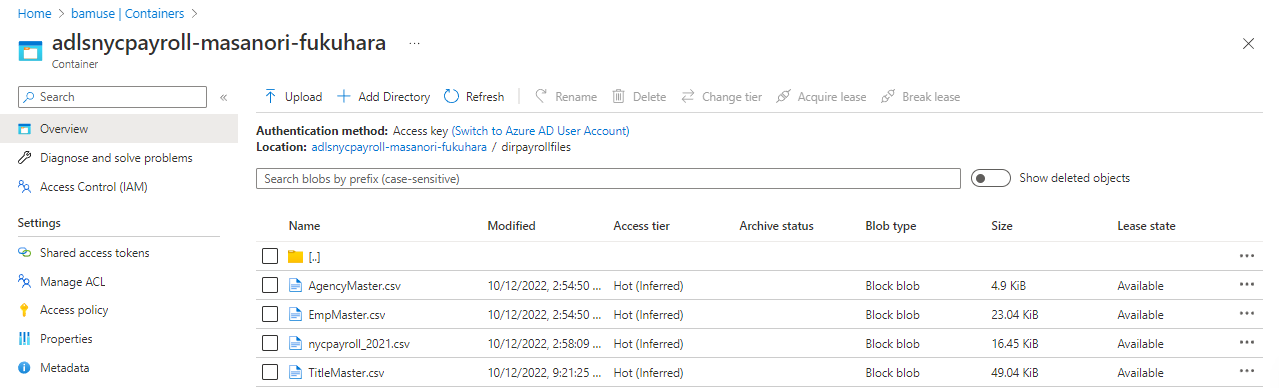 Home > bamuse | Containers >
adlsnycpayroll-masanori-fukuhara ...
Container
Search «
Upload + Add Directory Refresh Rename Delete Change tier Acquire lease Break lease
Overview
Diagnose and solve problems
Access Control (IAM)
Settings
Shared access tokens
Manage ACL
Access policy
Properties
Metadata
Authentication method: Access key (Switch to Azure AD User Account)
Location: adlsnycpayroll-masanori-fukuhara / dirpayrollfiles
Search blobs by prefix (case-sensitive) Show deleted objects
Name Modified Access tier Archive status Blob type Size Lease state
[..] ...
AgencyMaster.csv 10/12/2022, 2:54:50 ... Hot (Inferred) Block blob 4.9 KiB Available ...
EmpMaster.csv 10/12/2022, 2:54:50 ... Hot (Inferred) Block blob 23.04 KiB Available ...
nycpayroll_2021.csv 10/12/2022, 2:58:09 ... Hot (Inferred) Block blob 16.45 KiB Available ...
TitleMaster.csv 10/12/2022, 9:21:25 ... Hot (Inferred) Block blob 49.04 KiB Available ...